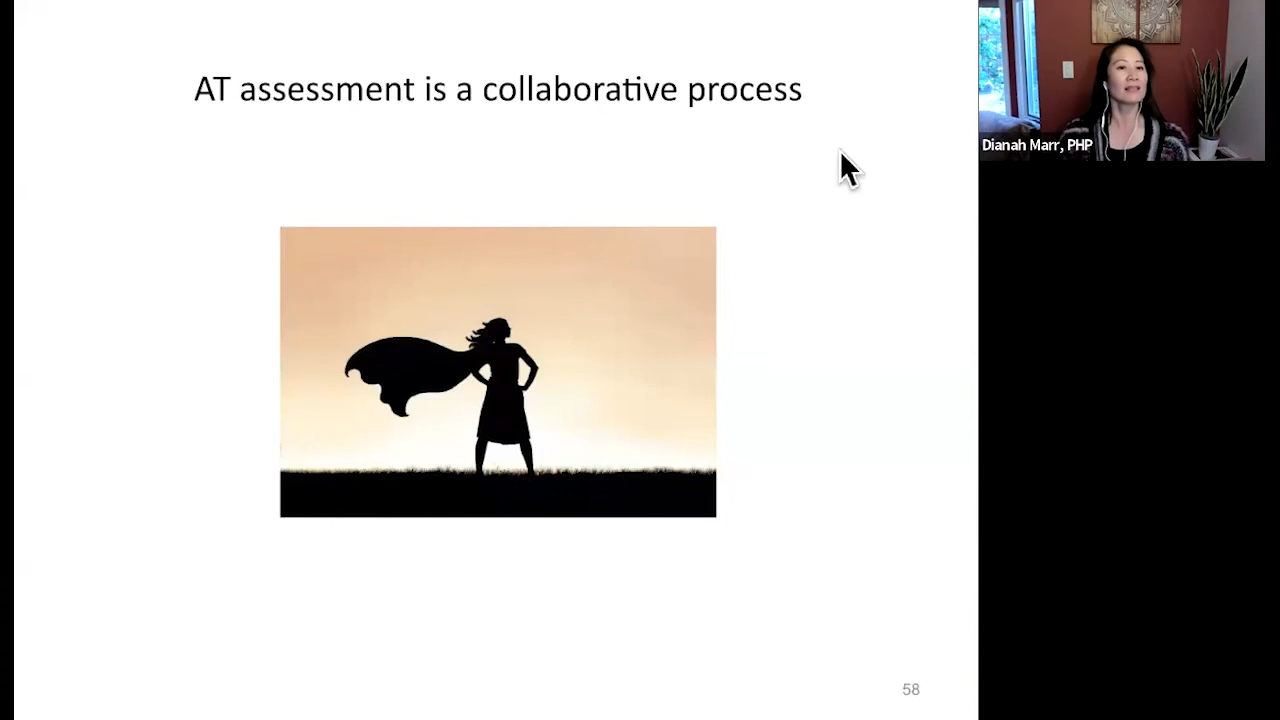 AT assessment is a collaborative process
Dianah Marr, PHP
58